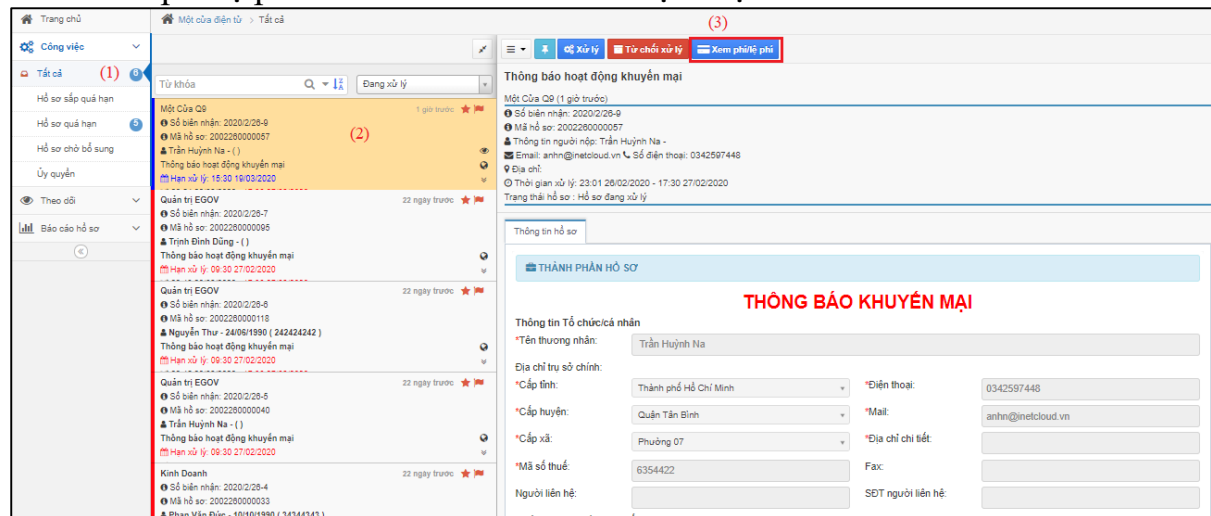 Trang chủ
Công việc
Tất cả (1) 0
Hồ sơ sắp quá hạn
Hồ sơ quá hạn 5
Hồ sơ chờ bổ sung
Ủy quyền
Theo dõi
Báo cáo hồ sơ
Một cửa điện tử > Tất cả
Từ khóa
Đang xử lý
Một Cửa Q9 1 giờ trước
Số biên nhận: 2020/2/26-9
Mã hồ sơ: 2002260000057
(2)
Trần Huỳnh Na - ( )
Thông báo hoạt động khuyến mại
Hạn xử lý: 15:30 19/03/2020
Quản trị EGOV 22 ngày trước
Số biên nhận: 2020/2/26-7
Mã hồ sơ: 2002260000095
Trịnh Đình Dũng - ( )
Thông báo hoạt động khuyến mại
Hạn xử lý: 09:30 27/02/2020
Quản trị EGOV 22 ngày trước
Số biên nhận: 2020/2/26-6
Mã hồ sơ: 2002260000118
Nguyễn Thư - 24/06/1990 ( 242424242 )
Thông báo hoạt động khuyến mại
Hạn xử lý: 09:30 27/02/2020
Quản trị EGOV 22 ngày trước
Số biên nhận: 2020/2/26-5
Mã hồ sơ: 2002260000040
Trần Huỳnh Na - ( )
Thông báo hoạt động khuyến mại
Hạn xử lý: 09:30 27/02/2020
Kinh Doanh 22 ngày trước
Số biên nhận: 2020/2/26-4
Mã hồ sơ: 2002260000033
Phan Văn Đức - 10/10/1990 ( 34344343 )
(3)
Xử lý Từ chối xử lý Xem phí/lệ phí
Thông báo hoạt động khuyến mại
Một Cửa Q9 (1 giờ trước)
Số biên nhận: 2020/2/26-9
Mã hồ sơ: 2002260000057
Thông tin người nộp: Trần Huỳnh Na -
Email: anhn@inetcloud.vn Số điện thoại: 0342597448
Địa chỉ:
Thời gian xử lý: 23:01 26/02/2020 - 17:30 27/02/2020
Trạng thái hồ sơ : Hồ sơ đang xử lý
Thông tin hồ sơ
THÀNH PHẦN HỒ SƠ
THÔNG BÁO KHUYẾN MẠI
Thông tin Tổ chức/cá nhân
*Tên thương nhân: Trần Huỳnh Na
Địa chỉ trụ sở chính:
*Cấp tỉnh: Thành phố Hồ Chí Minh *Điện thoại: 0342597448
*Cấp huyện: Quận Tân Bình *Mail: anhn@inetcloud.vn
*Cấp xã: Phường 07 *Địa chỉ chi tiết:
*Mã số thuế: 6354422 Fax:
Người liên hệ: SĐT người liên hệ: